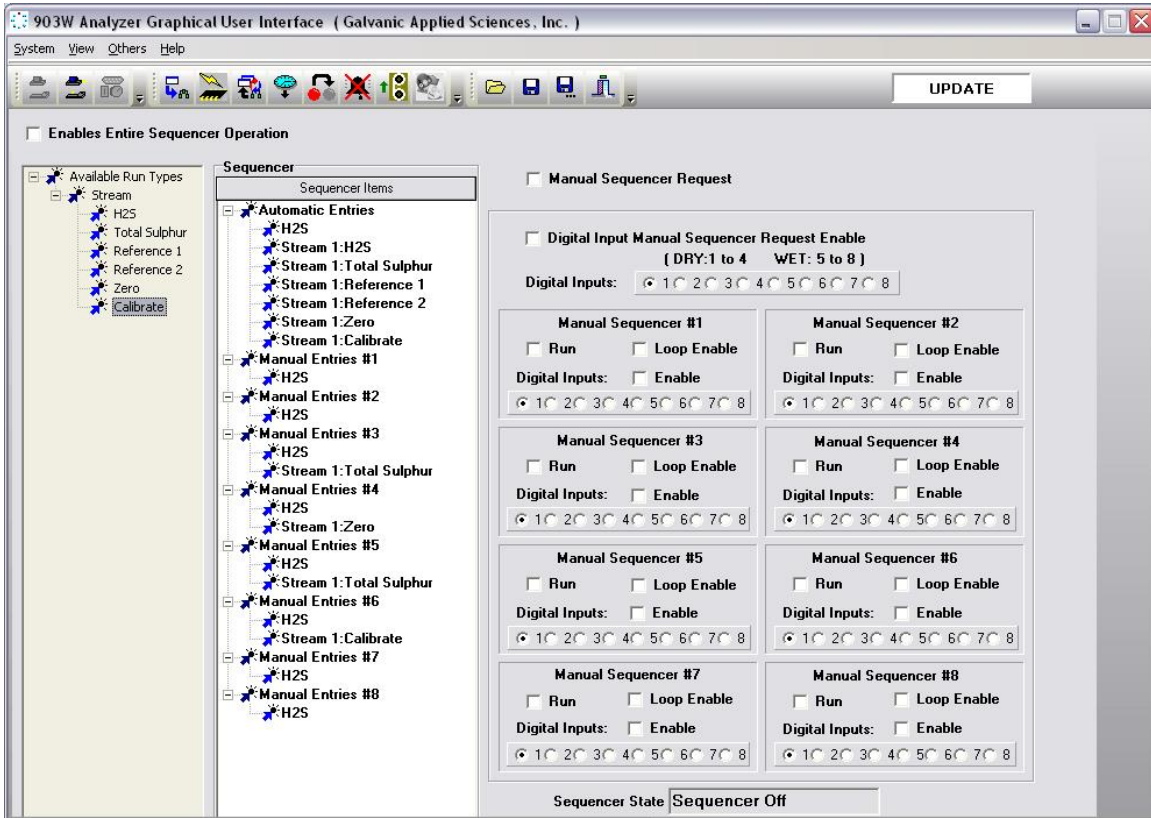 903W Analyzer Graphical User Interface ( Galvanic Applied Sciences, Inc. )
System View Others Help
UPDATE
Enables Entire Sequencer Operation
Available Run Types
Stream
H2S
Total Sulphur
Reference 1
Reference 2
Zero
Calibrate
Sequencer
Sequencer Items
Automatic Entries
H2S
Stream 1:H2S
Stream 1:Total Sulphur
Stream 1:Reference 1
Stream 1:Reference 2
Stream 1:Zero
Stream 1:Calibrate
Manual Entries #1
H2S
Manual Entries #2
H2S
Manual Entries #3
H2S
Stream 1:Total Sulphur
Manual Entries #4
H2S
Stream 1:Zero
Manual Entries #5
H2S
Stream 1:Total Sulphur
Manual Entries #6
H2S
Stream 1:Calibrate
Manual Entries #7
H2S
Manual Entries #8
H2S
Manual Sequencer Request
Digital Input Manual Sequencer Request Enable
( DRY:1 to 4 WET: 5 to 8 )
Digital Inputs: 1 2 3 4 5 6 7 8
Manual Sequencer #1
Run Loop Enable
Digital Inputs: Enable
1 2 3 4 5 6 7 8
Manual Sequencer #2
Run Loop Enable
Digital Inputs: Enable
1 2 3 4 5 6 7 8
Manual Sequencer #3
Run Loop Enable
Digital Inputs: Enable
1 2 3 4 5 6 7 8
Manual Sequencer #4
Run Loop Enable
Digital Inputs: Enable
1 2 3 4 5 6 7 8
Manual Sequencer #5
Run Loop Enable
Digital Inputs: Enable
1 2 3 4 5 6 7 8
Manual Sequencer #6
Run Loop Enable
Digital Inputs: Enable
1 2 3 4 5 6 7 8
Manual Sequencer #7
Run Loop Enable
Digital Inputs: Enable
1 2 3 4 5 6 7 8
Manual Sequencer #8
Run Loop Enable
Digital Inputs: Enable
1 2 3 4 5 6 7 8
Sequencer State Sequencer Off